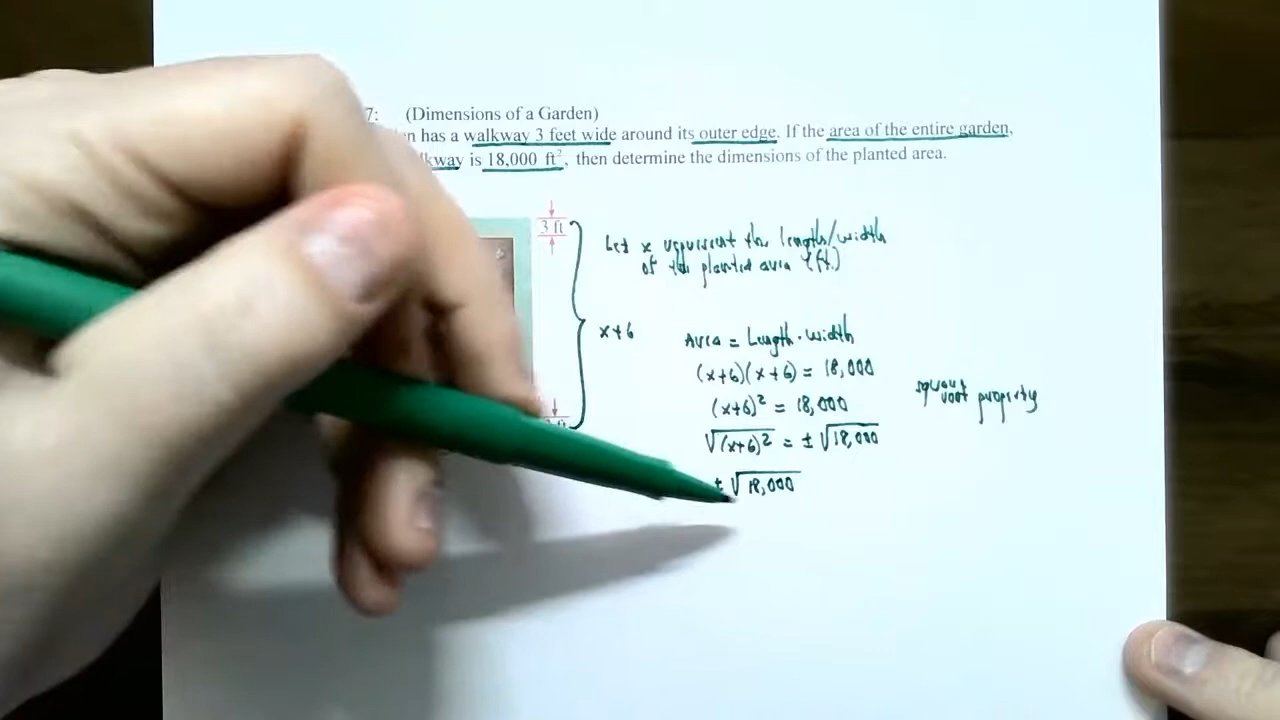 7: (Dimensions of a Garden)
has a walkway 3 feet wide around its outer edge. If the area of the entire garden,
is 18,000 ft², then determine the dimensions of the planted area.
3 ft
Let x represent the length/width
of the planted area (ft.)
x+6
Area = Length · width
(x+6)(x+6) = 18,000
(x+6)² = 18,000
square root property
√(x+6)² = ± √18,000
± √18,000